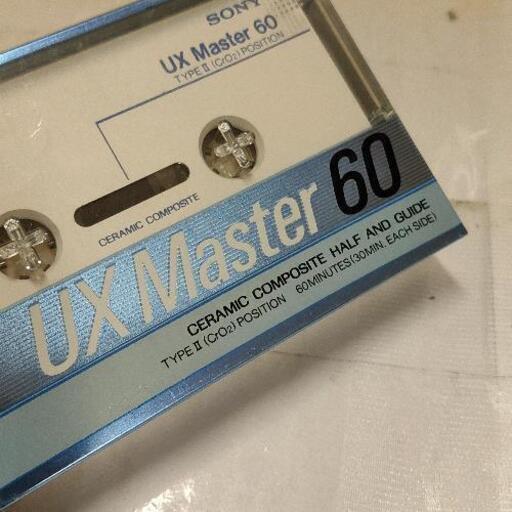 SONY
UX Master 60
TYPE II (CrO2) POSITION
CERAMIC COMPOSITE
UX Master 60
CERAMIC COMPOSITE HALF AND GUIDE
TYPE II (CrO2) POSITION 60MINUTES (30MIN. EACH SIDE)